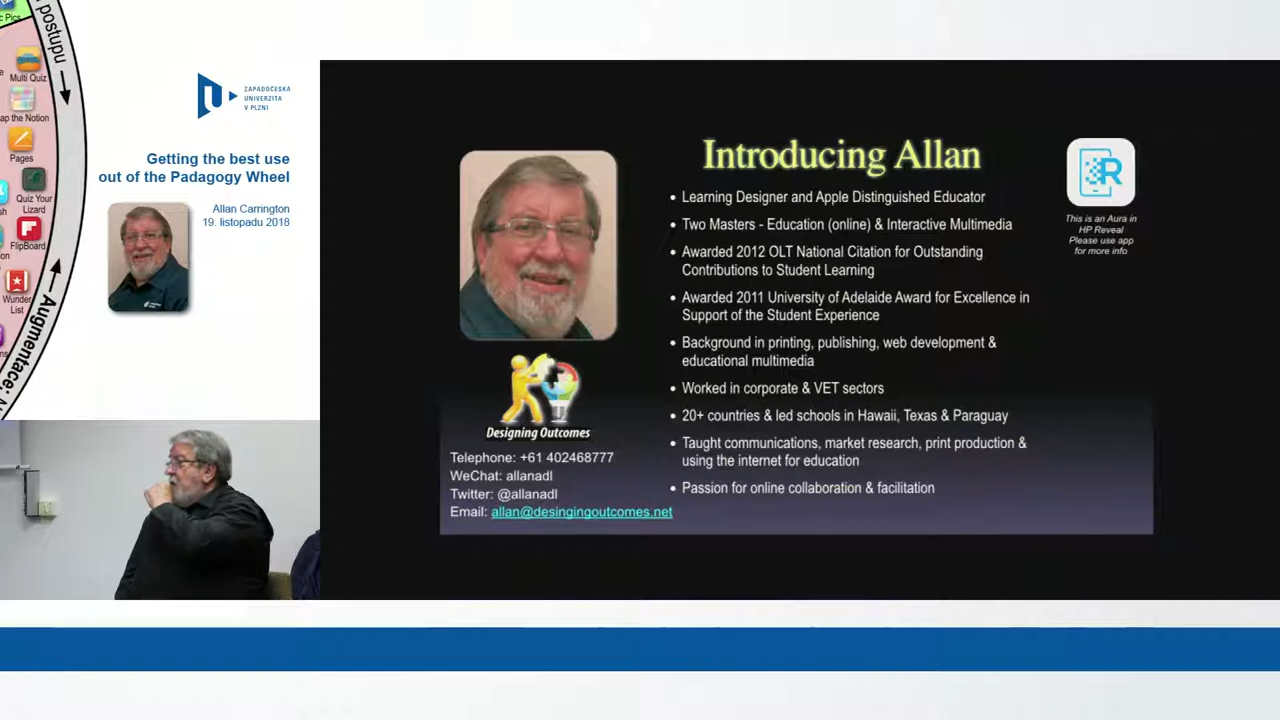 c Pics
postupu
Multi Quiz
ap the Notion
Pages
Quiz Your
Lizard
FlipBoard
Wunder
List
Augmentace:
ZÁPADOČESKÁ
UNIVERZITA
V PLZNI
Getting the best use
out of the Padagogy Wheel
Allan Carrington
19. listopadu 2018
Introducing Allan
• Learning Designer and Apple Distinguished Educator
• Two Masters - Education (online) & Interactive Multimedia
• Awarded 2012 OLT National Citation for Outstanding
Contributions to Student Learning
• Awarded 2011 University of Adelaide Award for Excellence in
Support of the Student Experience
• Background in printing, publishing, web development &
educational multimedia
• Worked in corporate & VET sectors
• 20+ countries & led schools in Hawaii, Texas & Paraguay
• Taught communications, market research, print production &
using the internet for education
• Passion for online collaboration & facilitation
R
This is an Aura in
HP Reveal
Please use app
for more info
Designing Outcomes
Telephone: +61 402468777
WeChat: allanadl
Twitter: @allanadl
Email: allan@desingingoutcomes.net